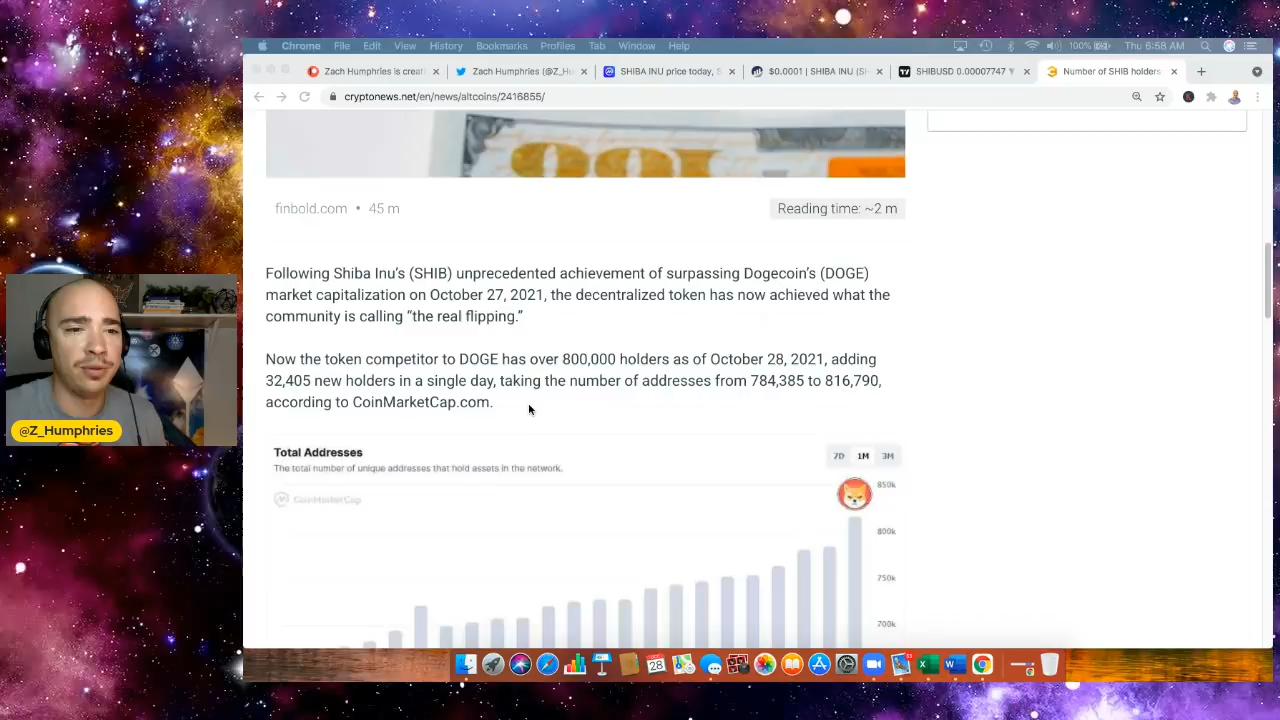 Chrome File Edit View History Bookmarks Profiles Tab Window Help 100% Thu 6:58 AM
Zach Humphries is creati × Zach Humphries (@Z_Hu × SHIBA INU price today, S × $0.0001 | SHIBA INU (SH × SHIBUSD 0.00007747 ▼ × Number of SHIB holders × +
cryptonews.net/en/news/altcoins/2416855/
finbold.com • 45 m
Reading time: ~2 m
Following Shiba Inu's (SHIB) unprecedented achievement of surpassing Dogecoin's (DOGE)
market capitalization on October 27, 2021, the decentralized token has now achieved what the
community is calling “the real flipping.”
Now the token competitor to DOGE has over 800,000 holders as of October 28, 2021, adding
32,405 new holders in a single day, taking the number of addresses from 784,385 to 816,790,
according to CoinMarketCap.com.
@Z_Humphries
Total Addresses
7D 1M 3M
The total number of unique addresses that hold assets in the network.
850k
CoinMarketCap
800k
750k
700k
28